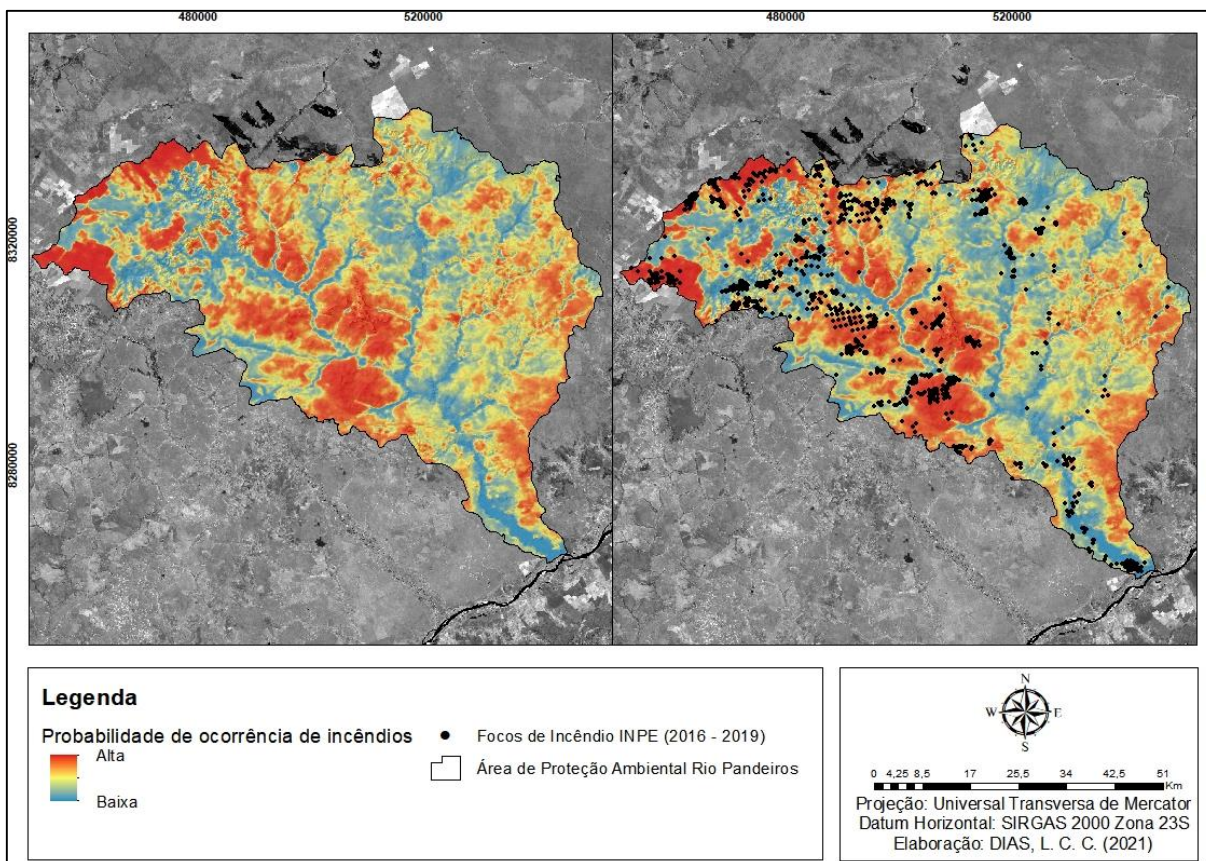 480000
520000
480000
520000
8320000
8280000
Legenda
Probabilidade de ocorrência de incêndios
Alta
Baixa
Focos de Incêndio INPE (2016 - 2019)
Área de Proteção Ambiental Rio Pandeiros
N
W
E
S
0 4,25 8,5 17 25,5 34 42,5 51
Km
Projeção: Universal Transversa de Mercator
Datum Horizontal: SIRGAS 2000 Zona 23S
Elaboração: DIAS, L. C. C. (2021)